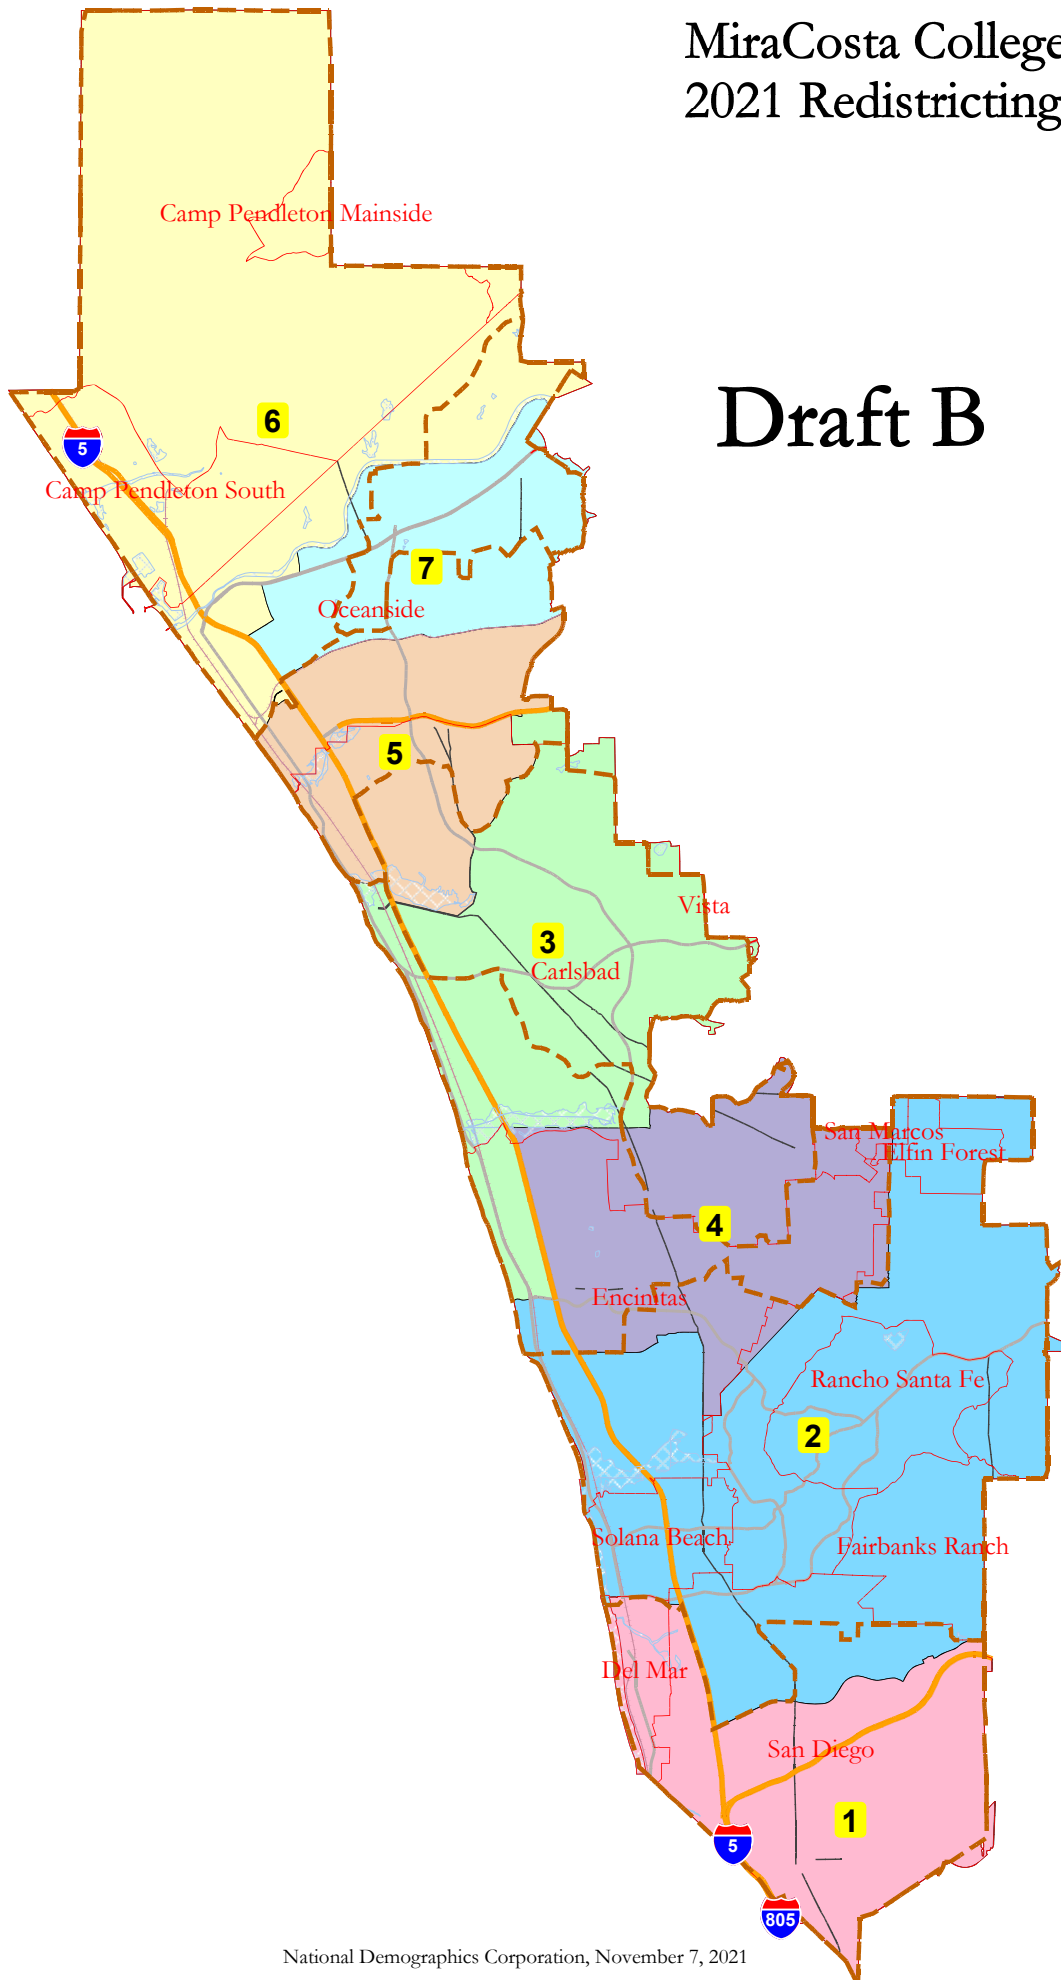 MiraCosta College
2021 Redistricting
Camp Pendleton Mainside
Draft B
6
5
Camp Pendleton South
7
Oceanside
5
Vista
3
Carlsbad
San Marcos
Elfin Forest
4
Encinitas
Rancho Santa Fe
2
Solana Beach
Fairbanks Ranch
Del Mar
San Diego
1
5
805
National Demographics Corporation, November 7, 2021